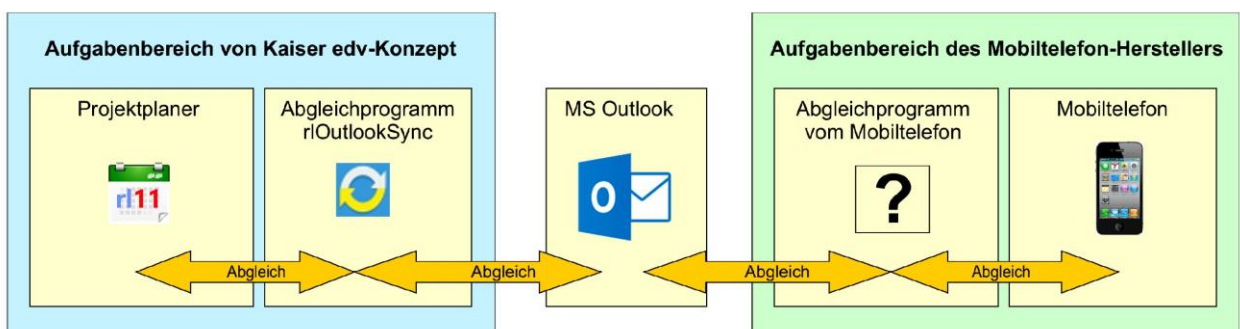 Aufgabenbereich von Kaiser edv-Konzept
Projektplaner
rl11
Abgleichprogramm
rlOutlookSync
MS Outlook
O
Aufgabenbereich des Mobiltelefon-Herstellers
Abgleichprogramm
vom Mobiltelefon
?
Mobiltelefon
Abgleich
Abgleich
Abgleich
Abgleich